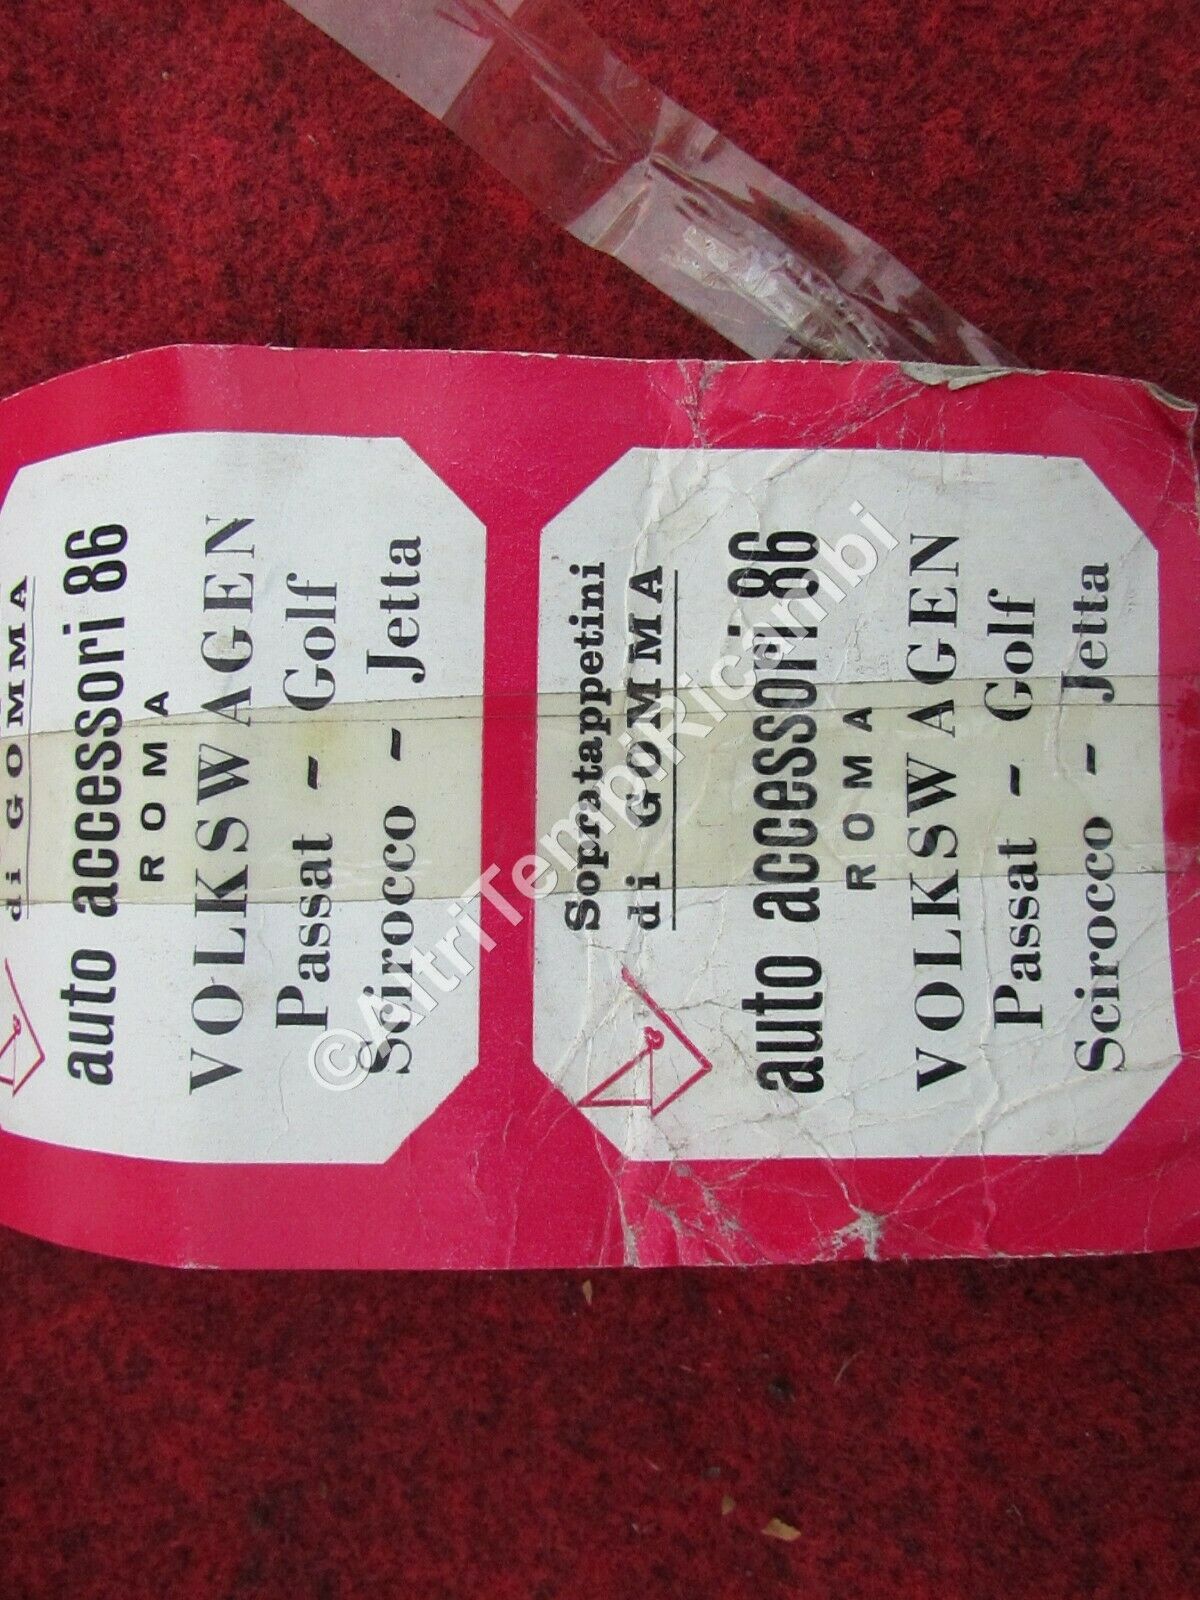 di GOMMA
auto accessori 86
ROMA
VOLKSWAGEN
Passat - Golf
Scirocco - Jetta
Soprattappetini
di GOMMA
auto accessori 86
ROMA
VOLKSWAGEN
Passat - Golf
Scirocco - Jetta
©AltriTempiRicambi